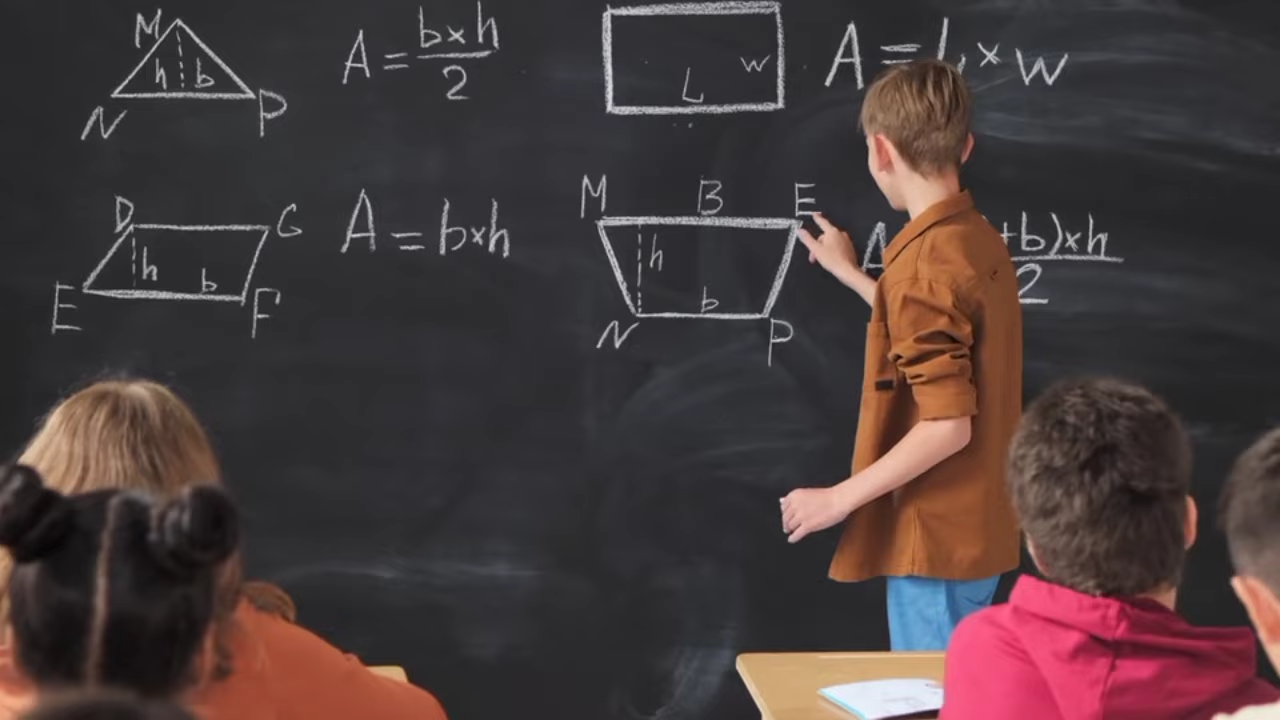 M
h b
N P
A = b×h
2
L w
A = L × w
D G
h b
E F
A = b×h
M B E
h
b
N P
A +b)×h
2